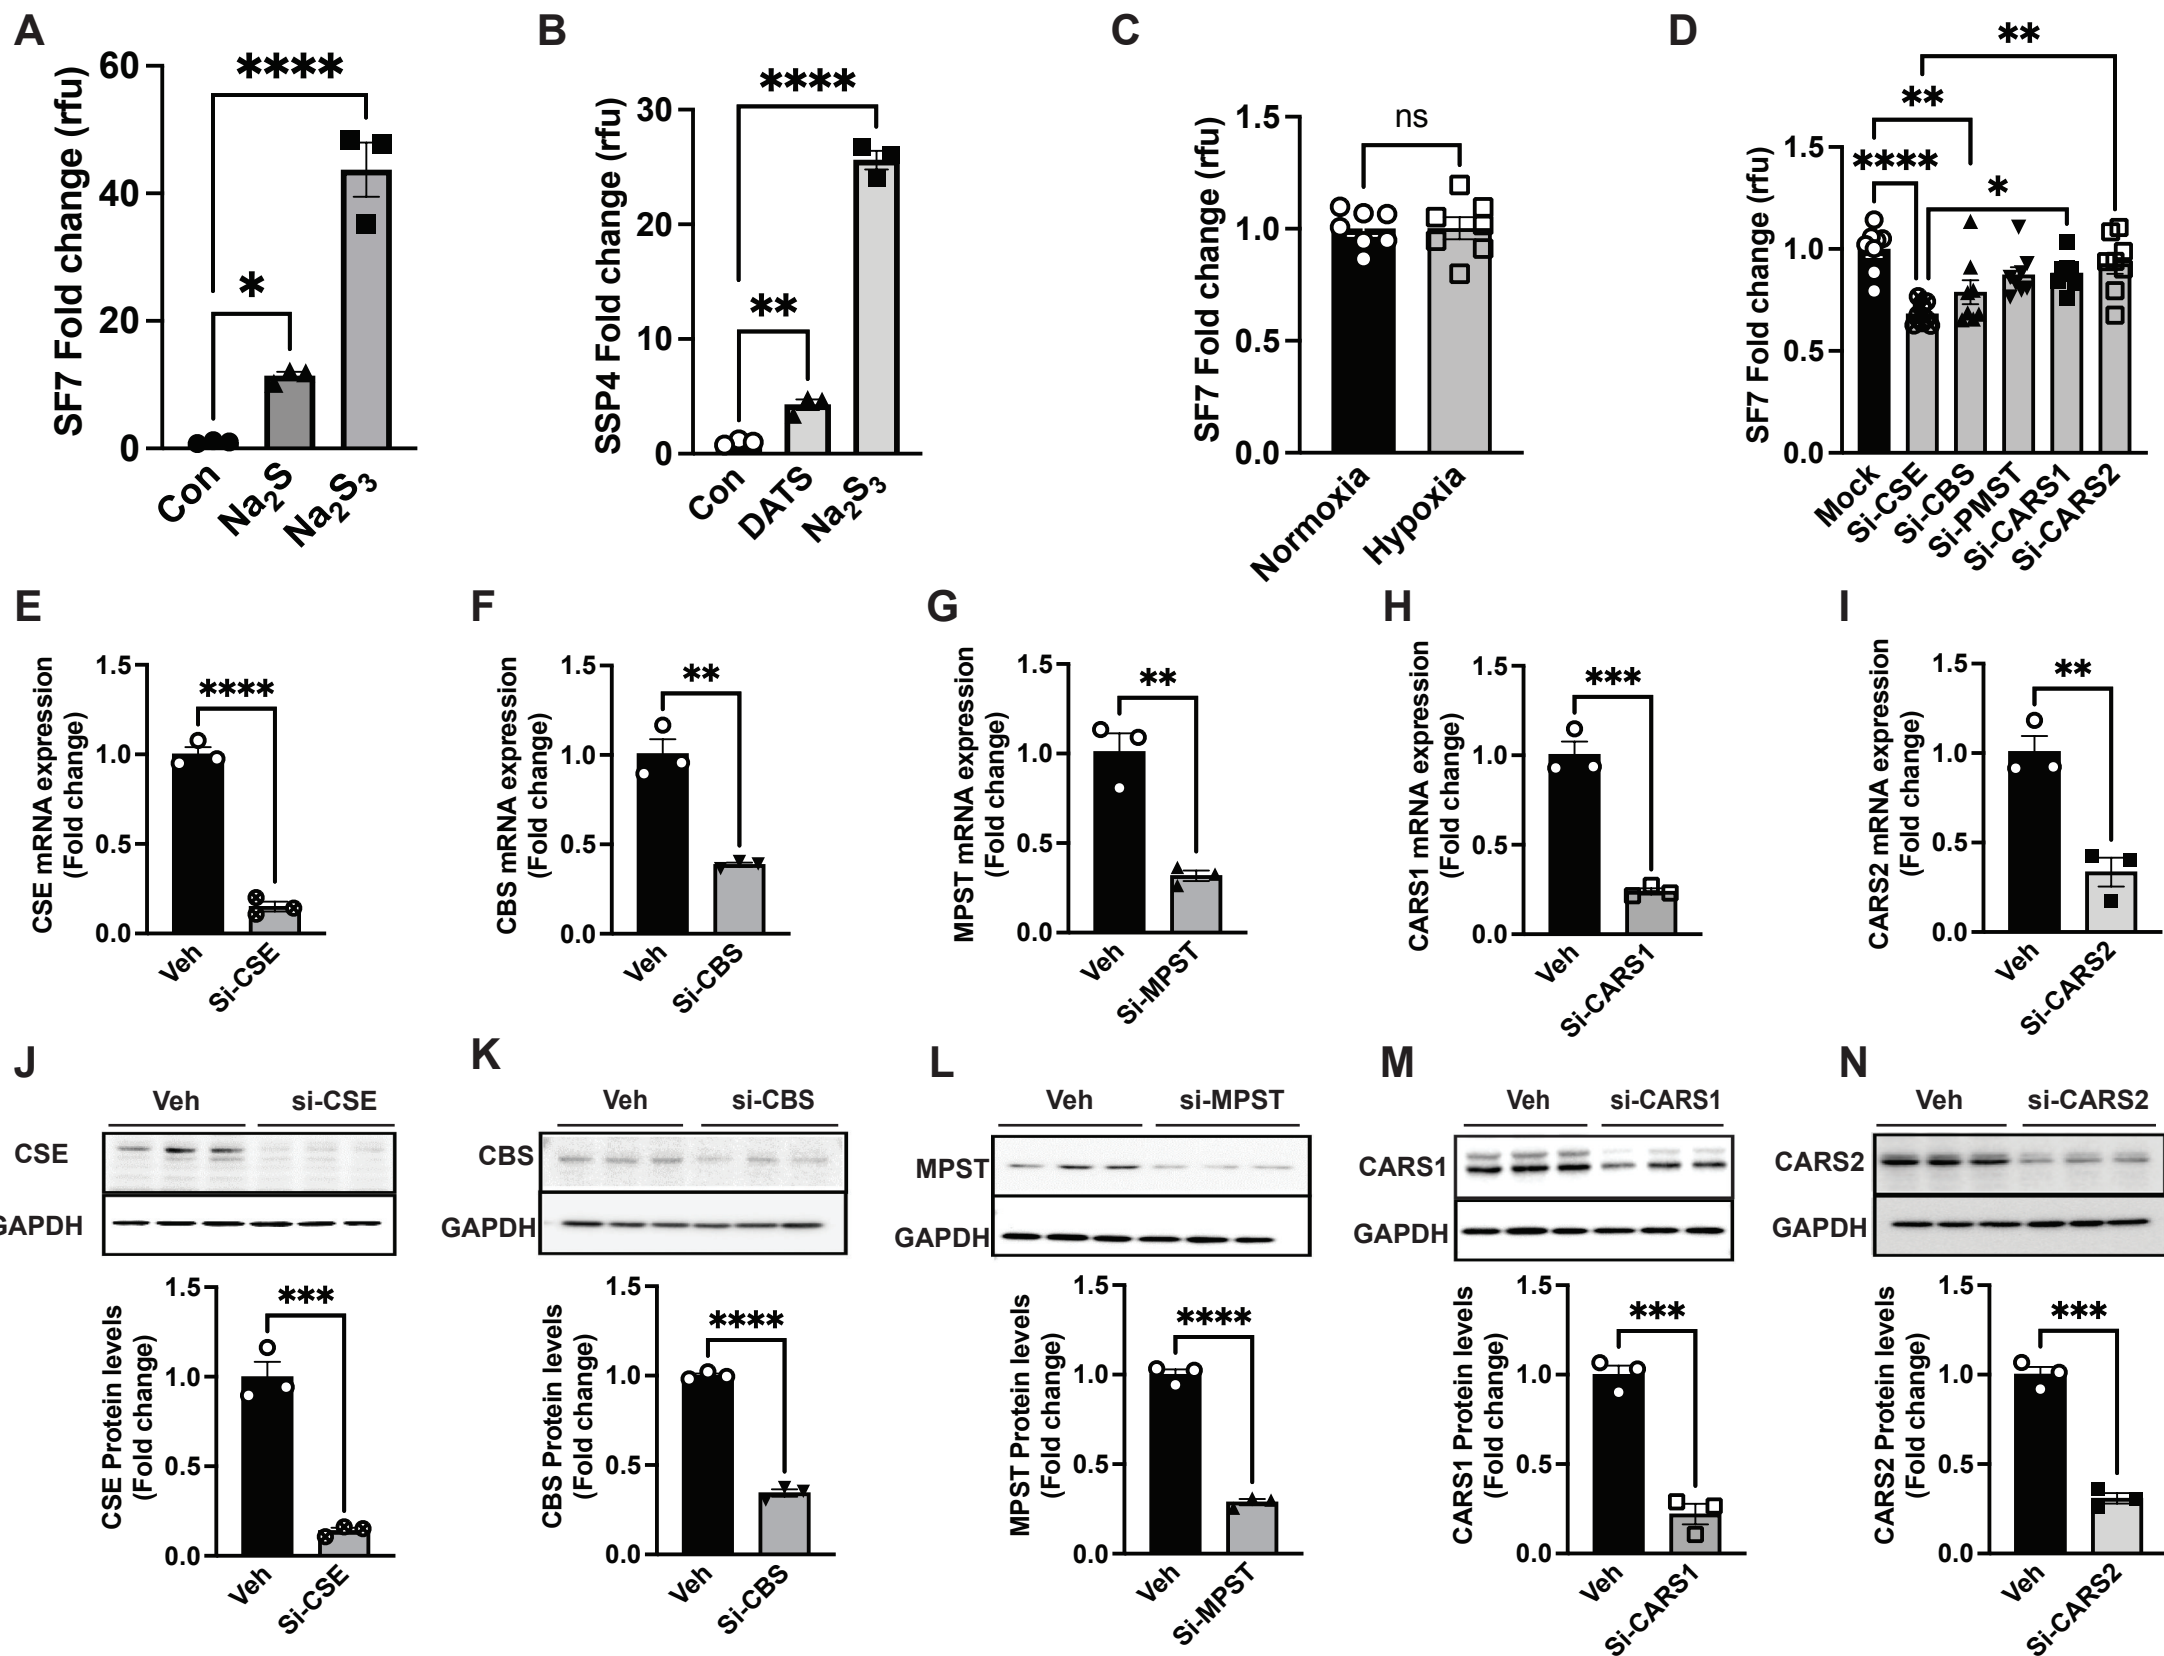 A
SF7 Fold change (rfu)
60
40
20
0
****
*
Con
Na2S
Na2S3
B
SSP4 Fold change (rfu)
30
20
10
0
****
**
Con
DATS
Na2S3
C
SF7 Fold change (rfu)
1.5
1.0
0.5
0.0
ns
Normoxia
Hypoxia
D
SF7 Fold change (rfu)
1.5
1.0
0.5
0.0
**
**
****
*
Mock
Si-CSE
Si-CBS
Si-PMST
Si-CARS1
Si-CARS2
E
CSE mRNA expression
(Fold change)
1.5
1.0
0.5
0.0
****
Veh
Si-CSE
F
CBS mRNA expression
(Fold change)
1.5
1.0
0.5
0.0
**
Veh
Si-CBS
G
MPST mRNA expression
(Fold change)
1.5
1.0
0.5
0.0
**
Veh
Si-MPST
H
CARS1 mRNA expression
(Fold change)
1.5
1.0
0.5
0.0
***
Veh
Si-CARS1
I
CARS2 mRNA expression
(Fold change)
1.5
1.0
0.5
0.0
**
Veh
Si-CARS2
J
Veh si-CSE
CSE
GAPDH
CSE Protein levels
(Fold change)
1.5
1.0
0.5
0.0
***
Veh
Si-CSE
K
Veh si-CBS
CBS
GAPDH
CBS Protein levels
(Fold change)
1.5
1.0
0.5
0.0
****
Veh
Si-CBS
L
Veh si-MPST
MPST
GAPDH
MPST Protein levels
(Fold change)
1.5
1.0
0.5
0.0
****
Veh
Si-MPST
M
Veh si-CARS1
CARS1
GAPDH
CARS1 Protein levels
(Fold change)
1.5
1.0
0.5
0.0
***
Veh
Si-CARS1
N
Veh si-CARS2
CARS2
GAPDH
CARS2 Protein levels
(Fold change)
1.5
1.0
0.5
0.0
***
Veh
Si-CARS2